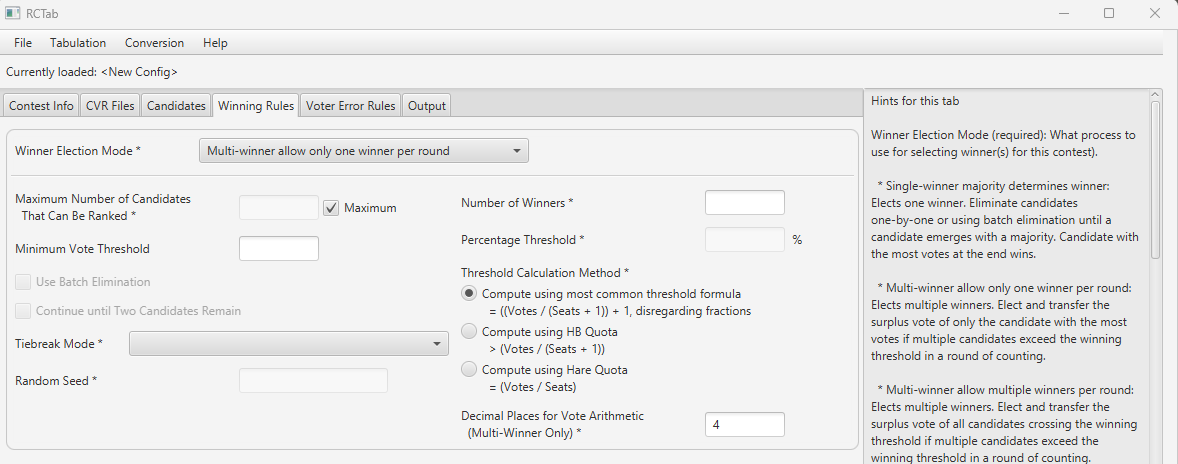 RCTab
File Tabulation Conversion Help
Currently loaded: <New Config>
Contest Info CVR Files Candidates Winning Rules Voter Error Rules Output
Winner Election Mode * Multi-winner allow only one winner per round
Maximum Number of Candidates
That Can Be Ranked *
Maximum
Minimum Vote Threshold
Use Batch Elimination
Continue until Two Candidates Remain
Tiebreak Mode *
Random Seed *
Number of Winners *
Percentage Threshold * %
Threshold Calculation Method *
Compute using most common threshold formula
= ((Votes / (Seats + 1)) + 1, disregarding fractions
Compute using HB Quota
> (Votes / (Seats + 1))
Compute using Hare Quota
= (Votes / Seats)
Decimal Places for Vote Arithmetic
(Multi-Winner Only) *
4
Hints for this tab
Winner Election Mode (required): What process to
use for selecting winner(s) for this contest).
* Single-winner majority determines winner:
Elects one winner. Eliminate candidates
one-by-one or using batch elimination until a
candidate emerges with a majority. Candidate with
the most votes at the end wins.
* Multi-winner allow only one winner per round:
Elects multiple winners. Elect and transfer the
surplus vote of only the candidate with the most
votes if multiple candidates exceed the winning
threshold in a round of counting.
* Multi-winner allow multiple winners per round:
Elects multiple winners. Elect and transfer the
surplus vote of all candidates crossing the winning
threshold if multiple candidates exceed the
winning threshold in a round of counting.